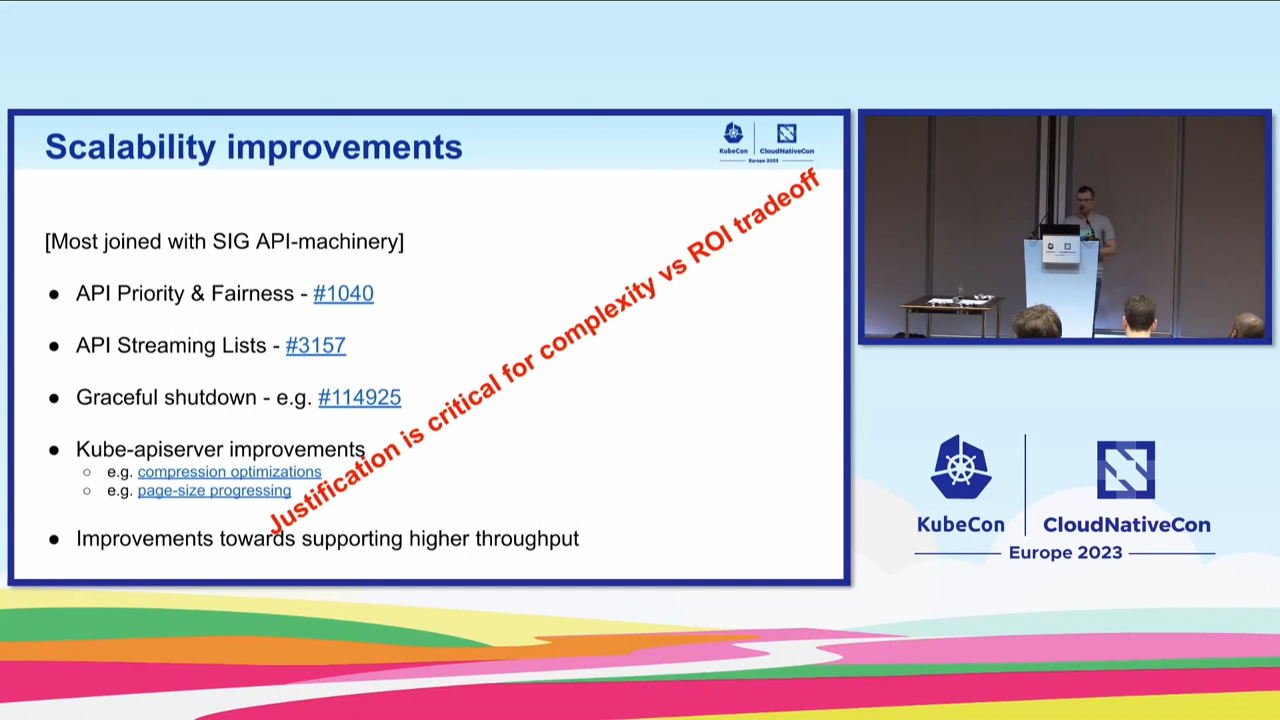 Scalability improvements
KubeCon
CloudNativeCon
Europe 2023
[Most joined with SIG API-machinery]
● API Priority & Fairness - #1040
● API Streaming Lists - #3157
● Graceful shutdown - e.g. #114925
● Kube-apiserver improvements
○ e.g. compression optimizations
○ e.g. page-size progressing
● Improvements towards supporting higher throughput
Justification is critical for complexity vs ROI tradeoff
KubeCon
CloudNativeCon
Europe 2023